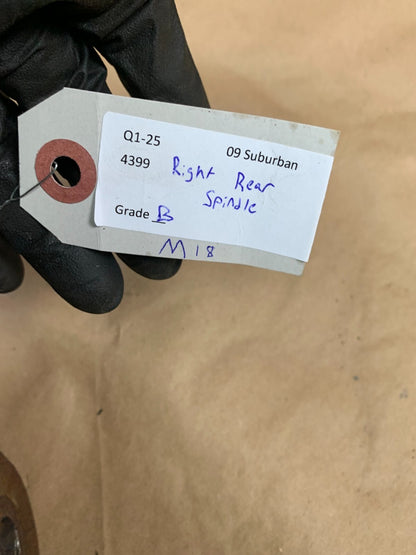 Q1-25 09 Suburban
4399 Right Rear
Spindle
Grade B
M18